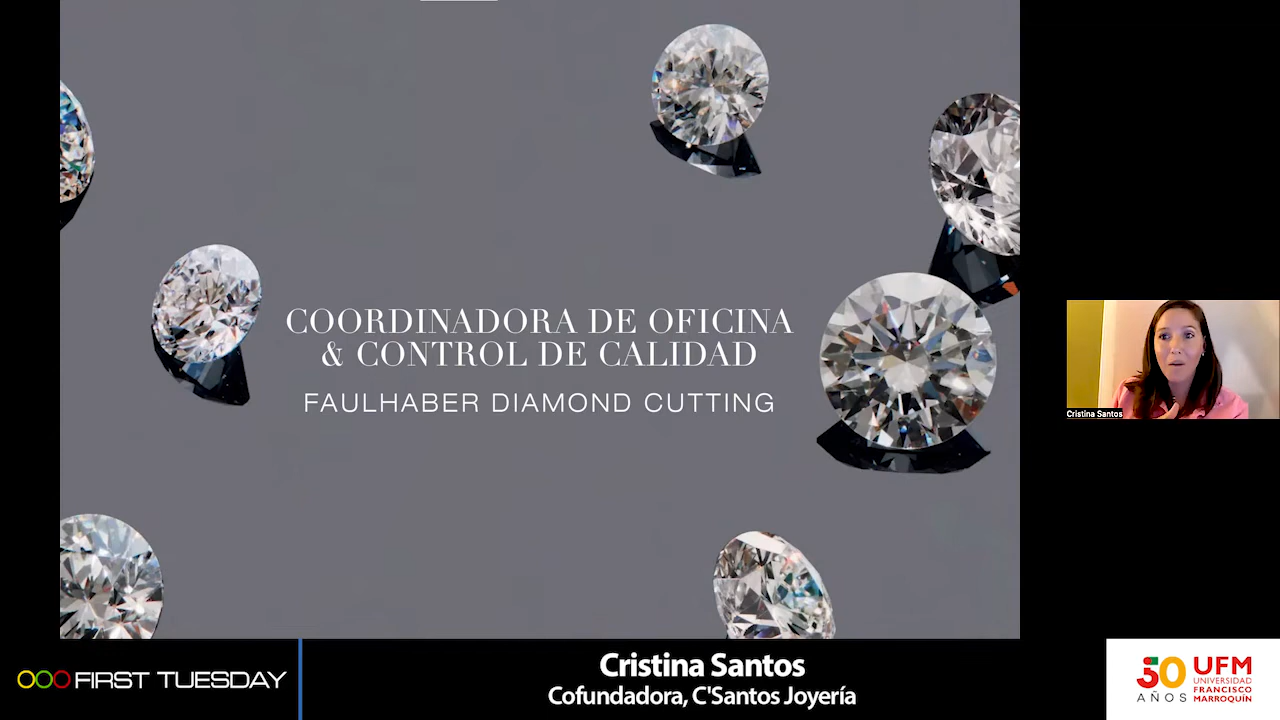 COORDINADORA DE OFICINA
& CONTROL DE CALIDAD
FAULHABER DIAMOND CUTTING
Cristina Santos
FIRST TUESDAY
Cristina Santos
Cofundadora, C'Santos Joyería
50
AÑOS
UFM
UNIVERSIDAD
FRANCISCO
MARROQUÍN